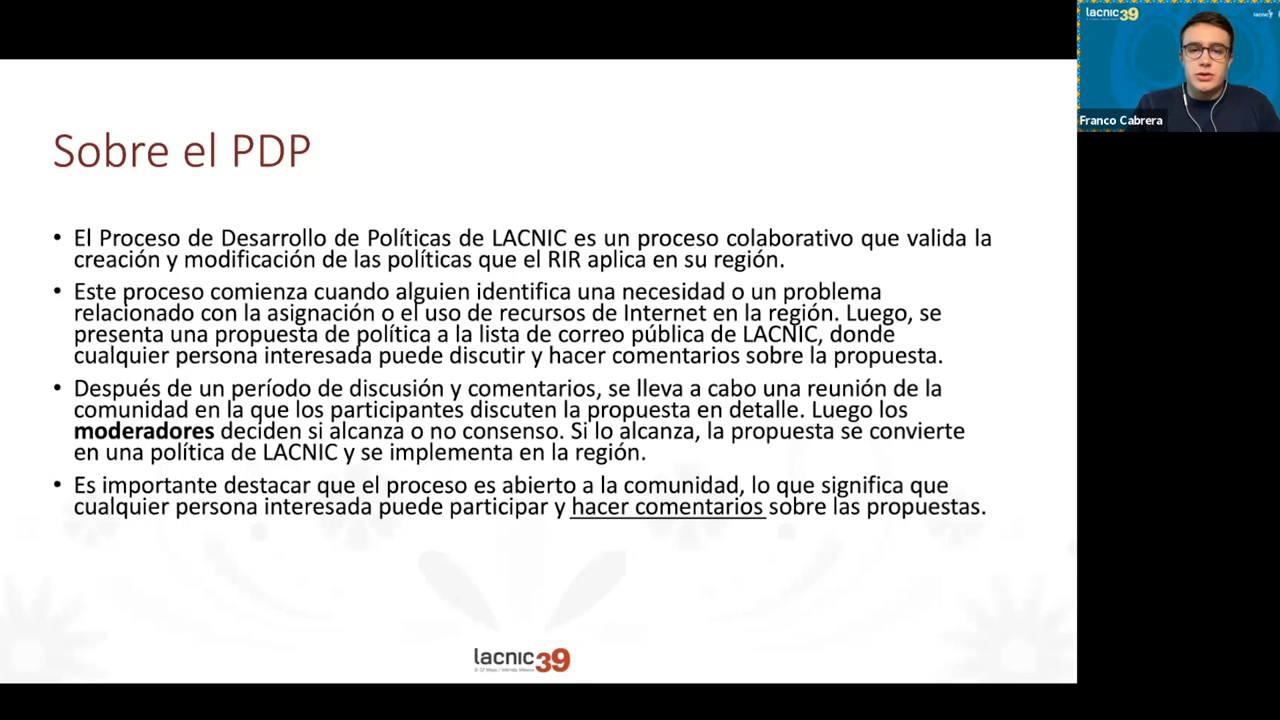 Sobre el PDP
• El Proceso de Desarrollo de Políticas de LACNIC es un proceso colaborativo que valida la
creación y modificación de las políticas que el RIR aplica en su región.
• Este proceso comienza cuando alguien identifica una necesidad o un problema
relacionado con la asignación o el uso de recursos de Internet en la región. Luego, se
presenta una propuesta de política a la lista de correo pública de LACNIC, donde
cualquier persona interesada puede discutir y hacer comentarios sobre la propuesta.
• Después de un período de discusión y comentarios, se lleva a cabo una reunión de la
comunidad en la que los participantes discuten la propuesta en detalle. Luego los
moderadores deciden si alcanza o no consenso. Si lo alcanza, la propuesta se convierte
en una política de LACNIC y se implementa en la región.
• Es importante destacar que el proceso es abierto a la comunidad, lo que significa que
cualquier persona interesada puede participar y hacer comentarios sobre las propuestas.
lacnic39
lacnic39
lacnic
Franco Cabrera